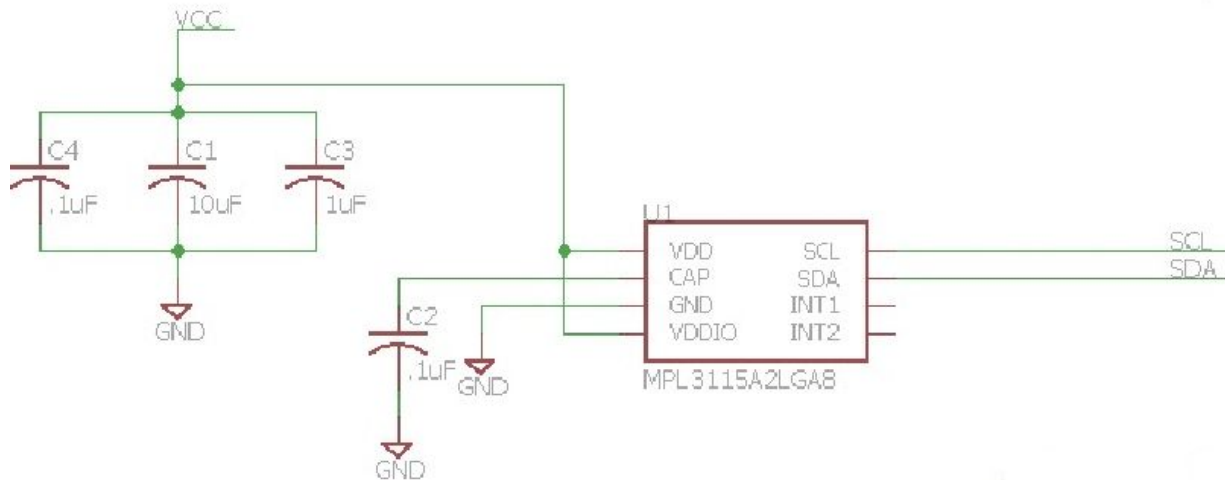 VCC
C4
C1
C3
.1uF
10uF
1uF
GND
U1
VDD
SCL
SCL
CAP
SDA
SDA
GND
INT1
VDDIO
INT2
C2
.1uF
GND
MPL3115A2LGA8
GND